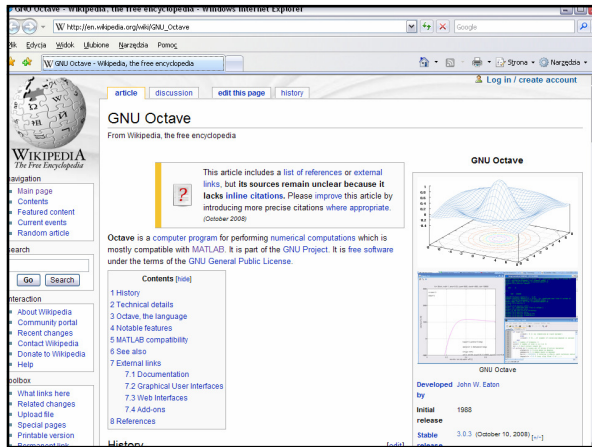 GNU Octave - Wikipedia, the free encyclopedia - Windows Internet Explorer
http://en.wikipedia.org/wiki/GNU_Octave
Google
Plik Edycja Widok Ulubione Narzędzia Pomoc
GNU Octave - Wikipedia, the free encyclopedia
Strona
Narzędzia
Log in / create account
article
discussion
edit this page
history
WIKIPEDIA
The Free Encyclopedia
navigation
Main page
Contents
Featured content
Current events
Random article
search
Go
Search
interaction
About Wikipedia
Community portal
Recent changes
Contact Wikipedia
Donate to Wikipedia
Help
toolbox
What links here
Related changes
Upload file
Special pages
Printable version
Permanent link
GNU Octave
From Wikipedia, the free encyclopedia
This article includes a list of references or external
links, but its sources remain unclear because it
lacks inline citations. Please improve this article by
introducing more precise citations where appropriate.
(October 2008)
Octave is a computer program for performing numerical computations which is
mostly compatible with MATLAB. It is part of the GNU Project. It is free software
under the terms of the GNU General Public License.
Contents [hide]
1 History
2 Technical details
3 Octave, the language
4 Notable features
5 MATLAB compatibility
6 See also
7 External links
7.1 Documentation
7.2 Graphical User Interfaces
7.3 Web Interfaces
7.4 Add-ons
8 References
History
[edit]
GNU Octave
GNU Octave
Developed by John W. Eaton
Initial release 1988
Stable release 3.0.3 (October 10, 2008) [+/-]